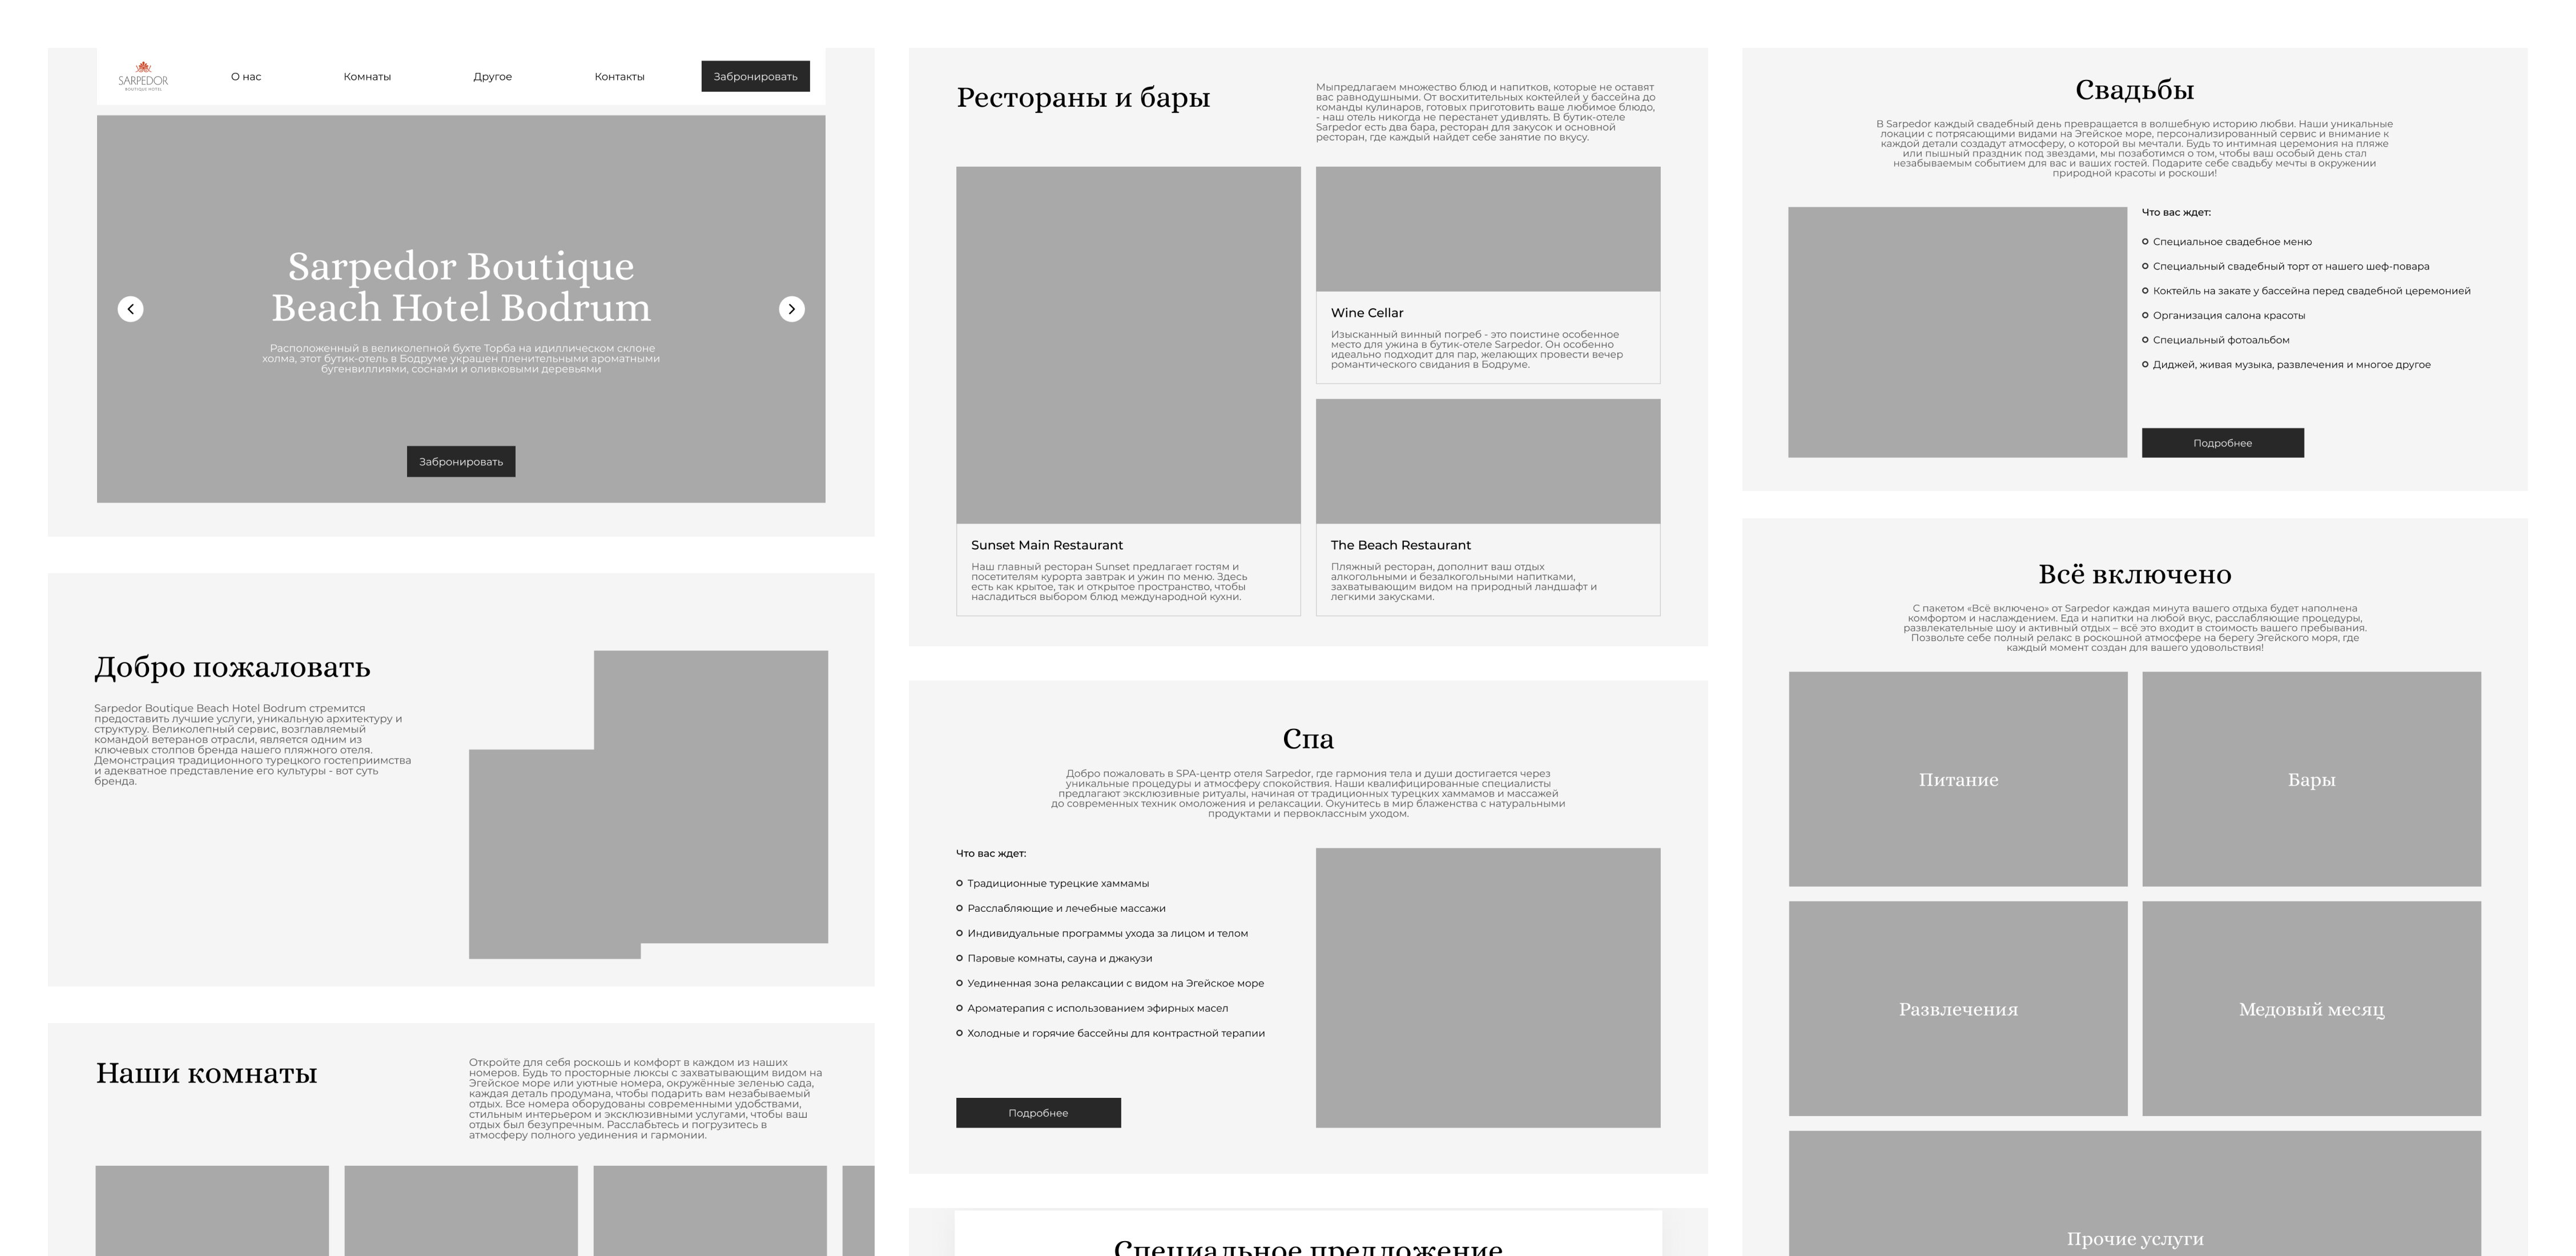 SARPEDOR
BOUTIQUE HOTEL
О нас
Комнаты
Другое
Контакты
Забронировать
Sarpedor Boutique
Beach Hotel Bodrum
Расположенный в великолепной бухте Торба на идиллическом склоне
холма, этот бутик-отель в Бодруме украшен пленительными ароматными
бугенвиллиями, соснами и оливковыми деревьями
Забронировать
Добро пожаловать
Sarpedor Boutique Beach Hotel Bodrum стремится
предоставить лучшие услуги, уникальную архитектуру и
структуру. Великолепный сервис, возглавляемый
командой ветеранов отрасли, является одним из
ключевых столпов бренда нашего пляжного отеля.
Демонстрация традиционного турецкого гостеприимства
и адекватное представление его культуры - вот суть
бренда.
Наши комнаты
Откройте для себя роскошь и комфорт в каждом из наших
номеров. Будь то просторные люксы с захватывающим видом на
Эгейское море или уютные номера, окружённые зеленью сада,
каждая деталь продумана, чтобы подарить вам незабываемый
отдых. Все номера оборудованы современными удобствами,
стильным интерьером и эксклюзивными услугами, чтобы ваш
отдых был безупречным. Расслабьтесь и погрузитесь в
атмосферу полного уединения и гармонии.
Рестораны и бары
Мыпредлагаем множество блюд и напитков, которые не оставят
вас равнодушными. От восхитительных коктейлей у бассейна до
команды кулинаров, готовых приготовить ваше любимое блюдо,
- наш отель никогда не перестанет удивлять. В бутик-отеле
Sarpedor есть два бара, ресторан для закусок и основной
ресторан, где каждый найдет себе занятие по вкусу.
Wine Cellar
Изысканный винный погреб - это поистине особенное
место для ужина в бутик-отеле Sarpedor. Он особенно
идеально подходит для пар, желающих провести вечер
романтического свидания в Бодруме.
Sunset Main Restaurant
Наш главный ресторан Sunset предлагает гостям и
посетителям курорта завтрак и ужин по меню. Здесь
есть как крытое, так и открытое пространство, чтобы
насладиться выбором блюд международной кухни.
The Beach Restaurant
Пляжный ресторан, дополнит ваш отдых
алкогольными и безалкогольными напитками,
захватывающим видом на природный ландшафт и
легкими закусками.
Спа
Добро пожаловать в SPA-центр отеля Sarpedor, где гармония тела и души достигается через
уникальные процедуры и атмосферу спокойствия. Наши квалифицированные специалисты
предлагают эксклюзивные ритуалы, начиная от традиционных турецких хаммамов и массажей
до современных техник омоложения и релаксации. Окунитесь в мир блаженства с натуральными
продуктами и первоклассным уходом.
Что вас ждет:
Традиционные турецкие хаммамы
Расслабляющие и лечебные массажи
Индивидуальные программы ухода за лицом и телом
Паровые комнаты, сауна и джакузи
Уединенная зона релаксации с видом на Эгейское море
Ароматерапия с использованием эфирных масел
Холодные и горячие бассейны для контрастной терапии
Подробнее
Специальное предложение
Свадьбы
В Sarpedor каждый свадебный день превращается в волшебную историю любви. Наши уникальные
локации с потрясающими видами на Эгейское море, персонализированный сервис и внимание к
каждой детали создадут атмосферу, о которой вы мечтали. Будь то интимная церемония на пляже
или пышный праздник под звездами, мы позаботимся о том, чтобы ваш особый день стал
незабываемым событием для вас и ваших гостей. Подарите себе свадьбу мечты в окружении
природной красоты и роскоши!
Что вас ждет:
Специальное свадебное меню
Специальный свадебный торт от нашего шеф-повара
Коктейль на закате у бассейна перед свадебной церемонией
Организация салона красоты
Специальный фотоальбом
Диджей, живая музыка, развлечения и многое другое
Подробнее
Всё включено
С пакетом «Всё включено» от Sarpedor каждая минута вашего отдыха будет наполнена
комфортом и наслаждением. Еда и напитки на любой вкус, расслабляющие процедуры,
развлекательные шоу и активный отдых – всё это входит в стоимость вашего пребывания.
Позвольте себе полный релакс в роскошной атмосфере на берегу Эгейского моря, где
каждый момент создан для вашего удовольствия!
Питание
Бары
Развлечения
Медовый месяц
Прочие услуги